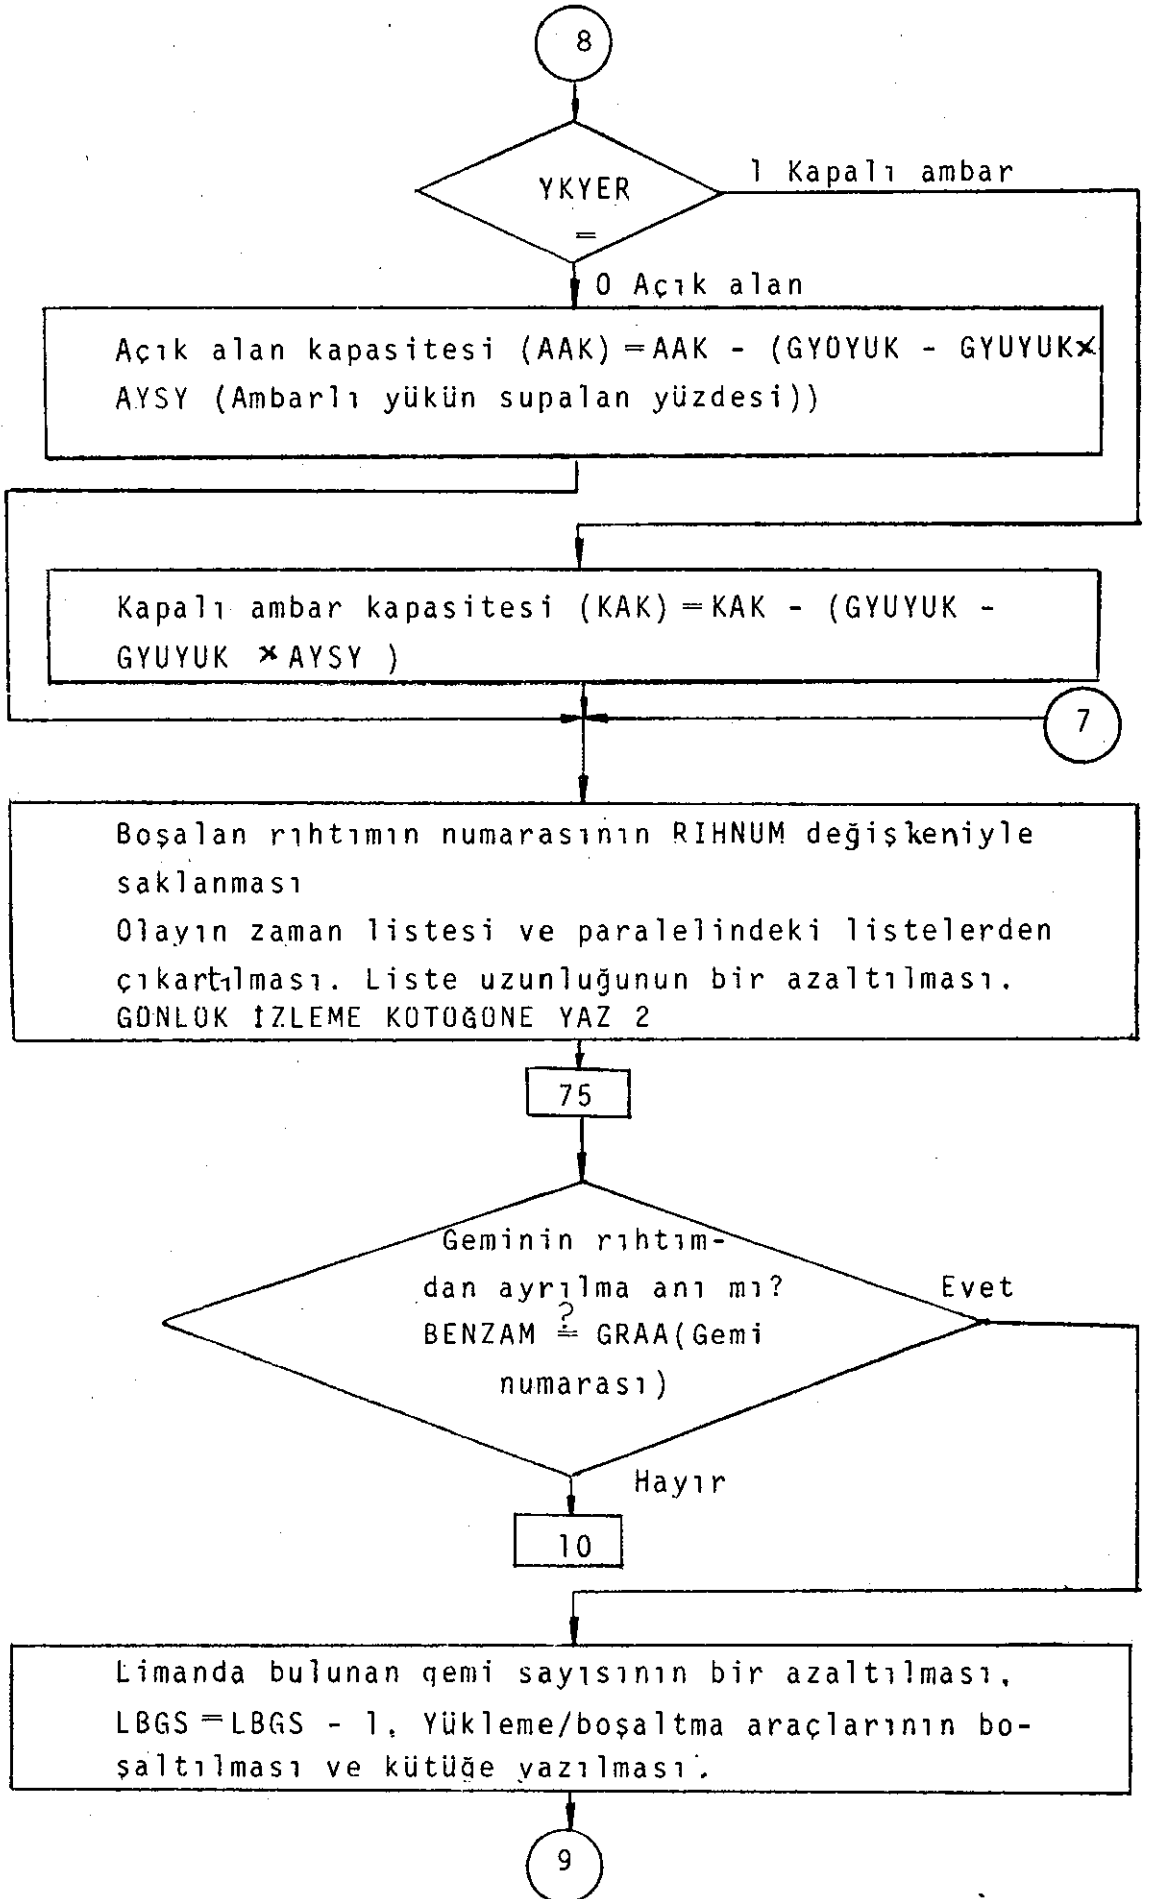 8
YKYER
=
1 Kapalı ambar
0 Açık alan
Açık alan kapasitesi (AAK) = AAK - (GYÜYÜK - GYUYUK×
AYSY (Ambarlı yükün supalan yüzdesi))
Kapalı ambar kapasitesi (KAK) = KAK - (GYUYUK -
GYUYUK × AYSY )
7
Boşalan rıhtımın numarasının RIHNUM değişkeniyle
saklanması
Olayın zaman listesi ve paralelindeki listelerden
çıkartılması. Liste uzunluğunun bir azaltılması.
GÜNLÜK İZLEME KÜTÜĞÜNE YAZ 2
75
Geminin rıhtım-
dan ayrılma anı mı?
BENZAM ≟ GRAA(Gemi
numarası)
Evet
Hayır
10
Limanda bulunan gemi sayısının bir azaltılması.
LBGS = LBGS - 1. Yükleme/boşaltma araçlarının bo-
şaltılması ve kütüğe yazılması.
9